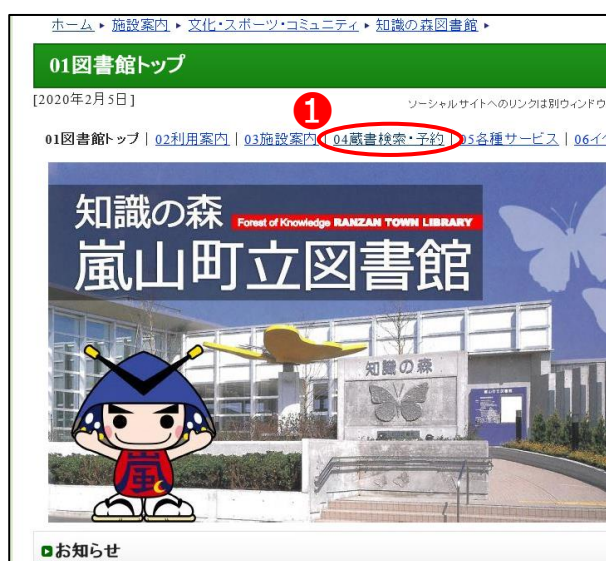 ホーム ▸ 施設案内 ▸ 文化・スポーツ・コミュニティ ▸ 知識の森図書館 ▸
01図書館トップ
[2020年2月5日]
1
ソーシャルサイトへのリンクは別ウィンドウ
01図書館トップ | 02利用案内 | 03施設案内 | 04蔵書検索・予約 | 05各種サービス | 06イ
知識の森 Forest of Knowledge RANZAN TOWN LIBRARY
嵐山町立図書館
知識の森
嵐
お知らせ